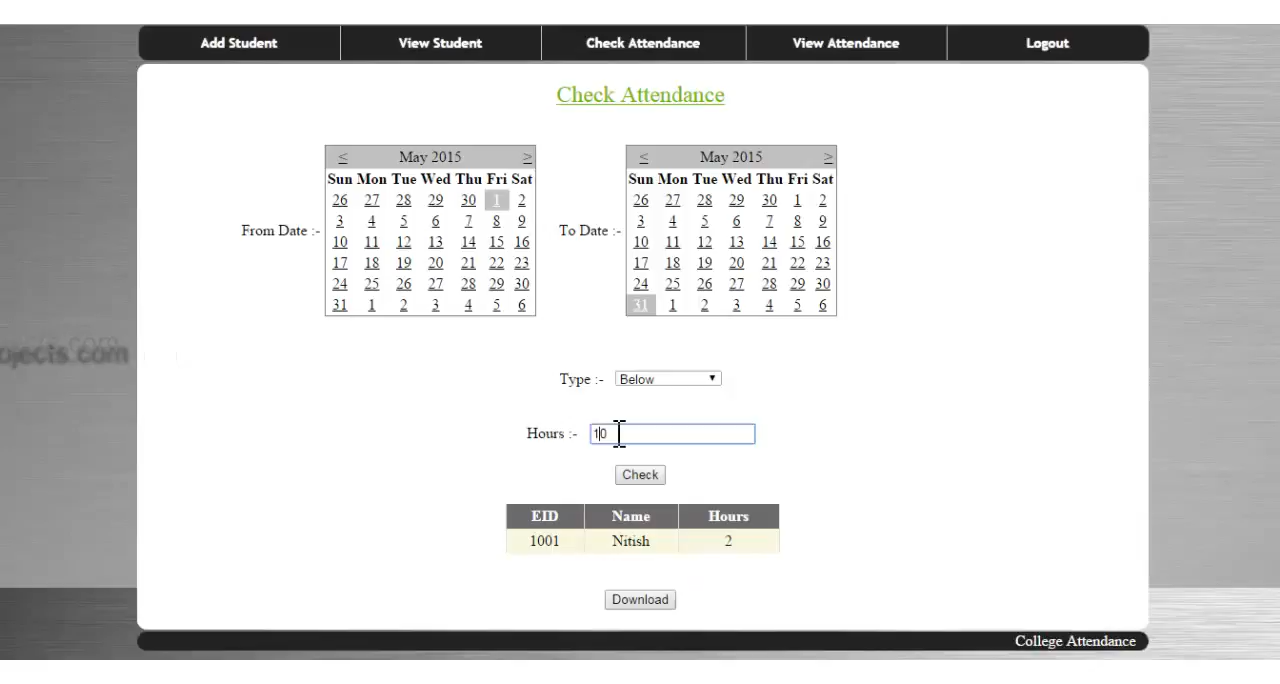 Add Student View Student Check Attendance View Attendance Logout
Check Attendance
< May 2015 > < May 2015 >
Sun Mon Tue Wed Thu Fri Sat Sun Mon Tue Wed Thu Fri Sat
26 27 28 29 30 1 2 26 27 28 29 30 1 2
3 4 5 6 7 8 9 3 4 5 6 7 8 9
From Date :- To Date :-
10 11 12 13 14 15 16 10 11 12 13 14 15 16
17 18 19 20 21 22 23 17 18 19 20 21 22 23
24 25 26 27 28 29 30 24 25 26 27 28 29 30
31 1 2 3 4 5 6 31 1 2 3 4 5 6
ojects.com
Type :- Below
Hours :- 10
Check
EID Name Hours
1001 Nitish 2
Download
College Attendance